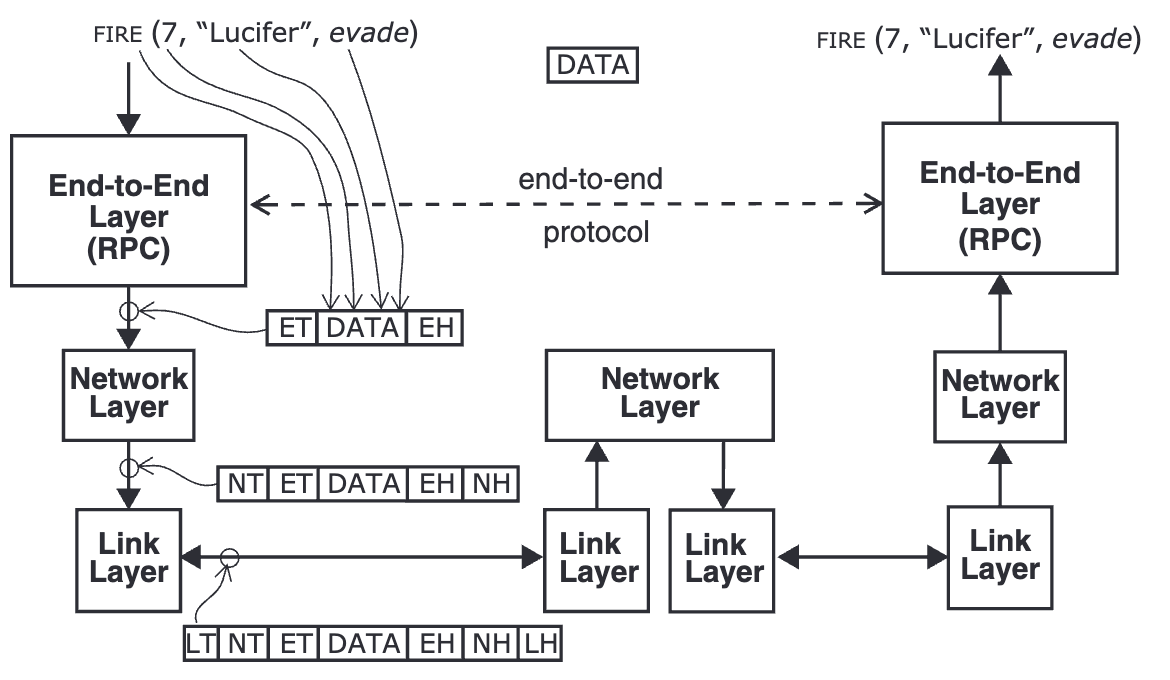 FIRE (7, “Lucifer”, evade)
FIRE (7, “Lucifer”, evade)
DATA
End-to-End
Layer
(RPC)
end-to-end
protocol
End-to-End
Layer
(RPC)
ET DATA EH
Network
Layer
Network
Layer
Network
Layer
NT ET DATA EH NH
Link
Layer
Link
Layer
Link
Layer
Link
Layer
LT NT ET DATA EH NH LH